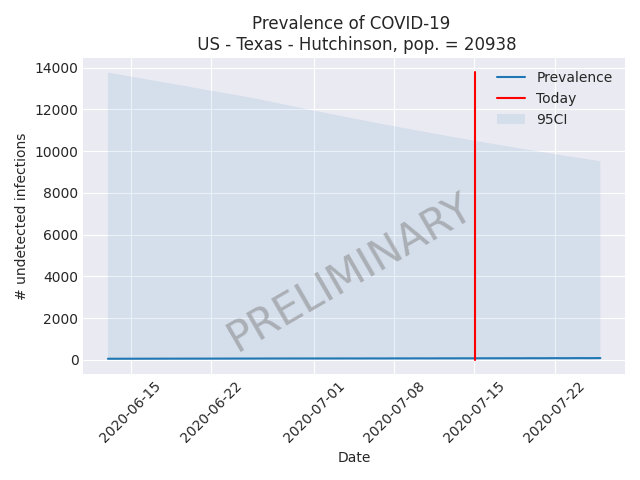 Prevalence of COVID-19
US - Texas - Hutchinson, pop. = 20938
14000
12000
10000
8000
6000
4000
2000
0
# undetected infections
Prevalence
Today
95CI
PRELIMINARY
2020-06-15
2020-06-22
2020-07-01
2020-07-08
2020-07-15
2020-07-22
Date